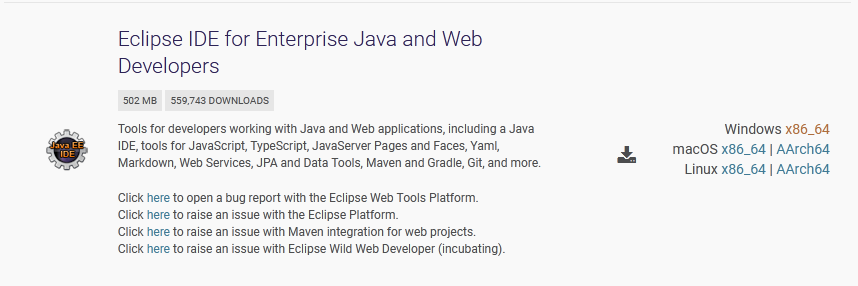 Eclipse IDE for Enterprise Java and Web
Developers
502 MB 559,743 DOWNLOADS
Java EE
IDE
Tools for developers working with Java and Web applications, including a Java
IDE, tools for JavaScript, TypeScript, JavaServer Pages and Faces, Yaml,
Markdown, Web Services, JPA and Data Tools, Maven and Gradle, Git, and more.
Click here to open a bug report with the Eclipse Web Tools Platform.
Click here to raise an issue with the Eclipse Platform.
Click here to raise an issue with Maven integration for web projects.
Click here to raise an issue with Eclipse Wild Web Developer (incubating).
Windows x86_64
macOS x86_64 | AArch64
Linux x86_64 | AArch64